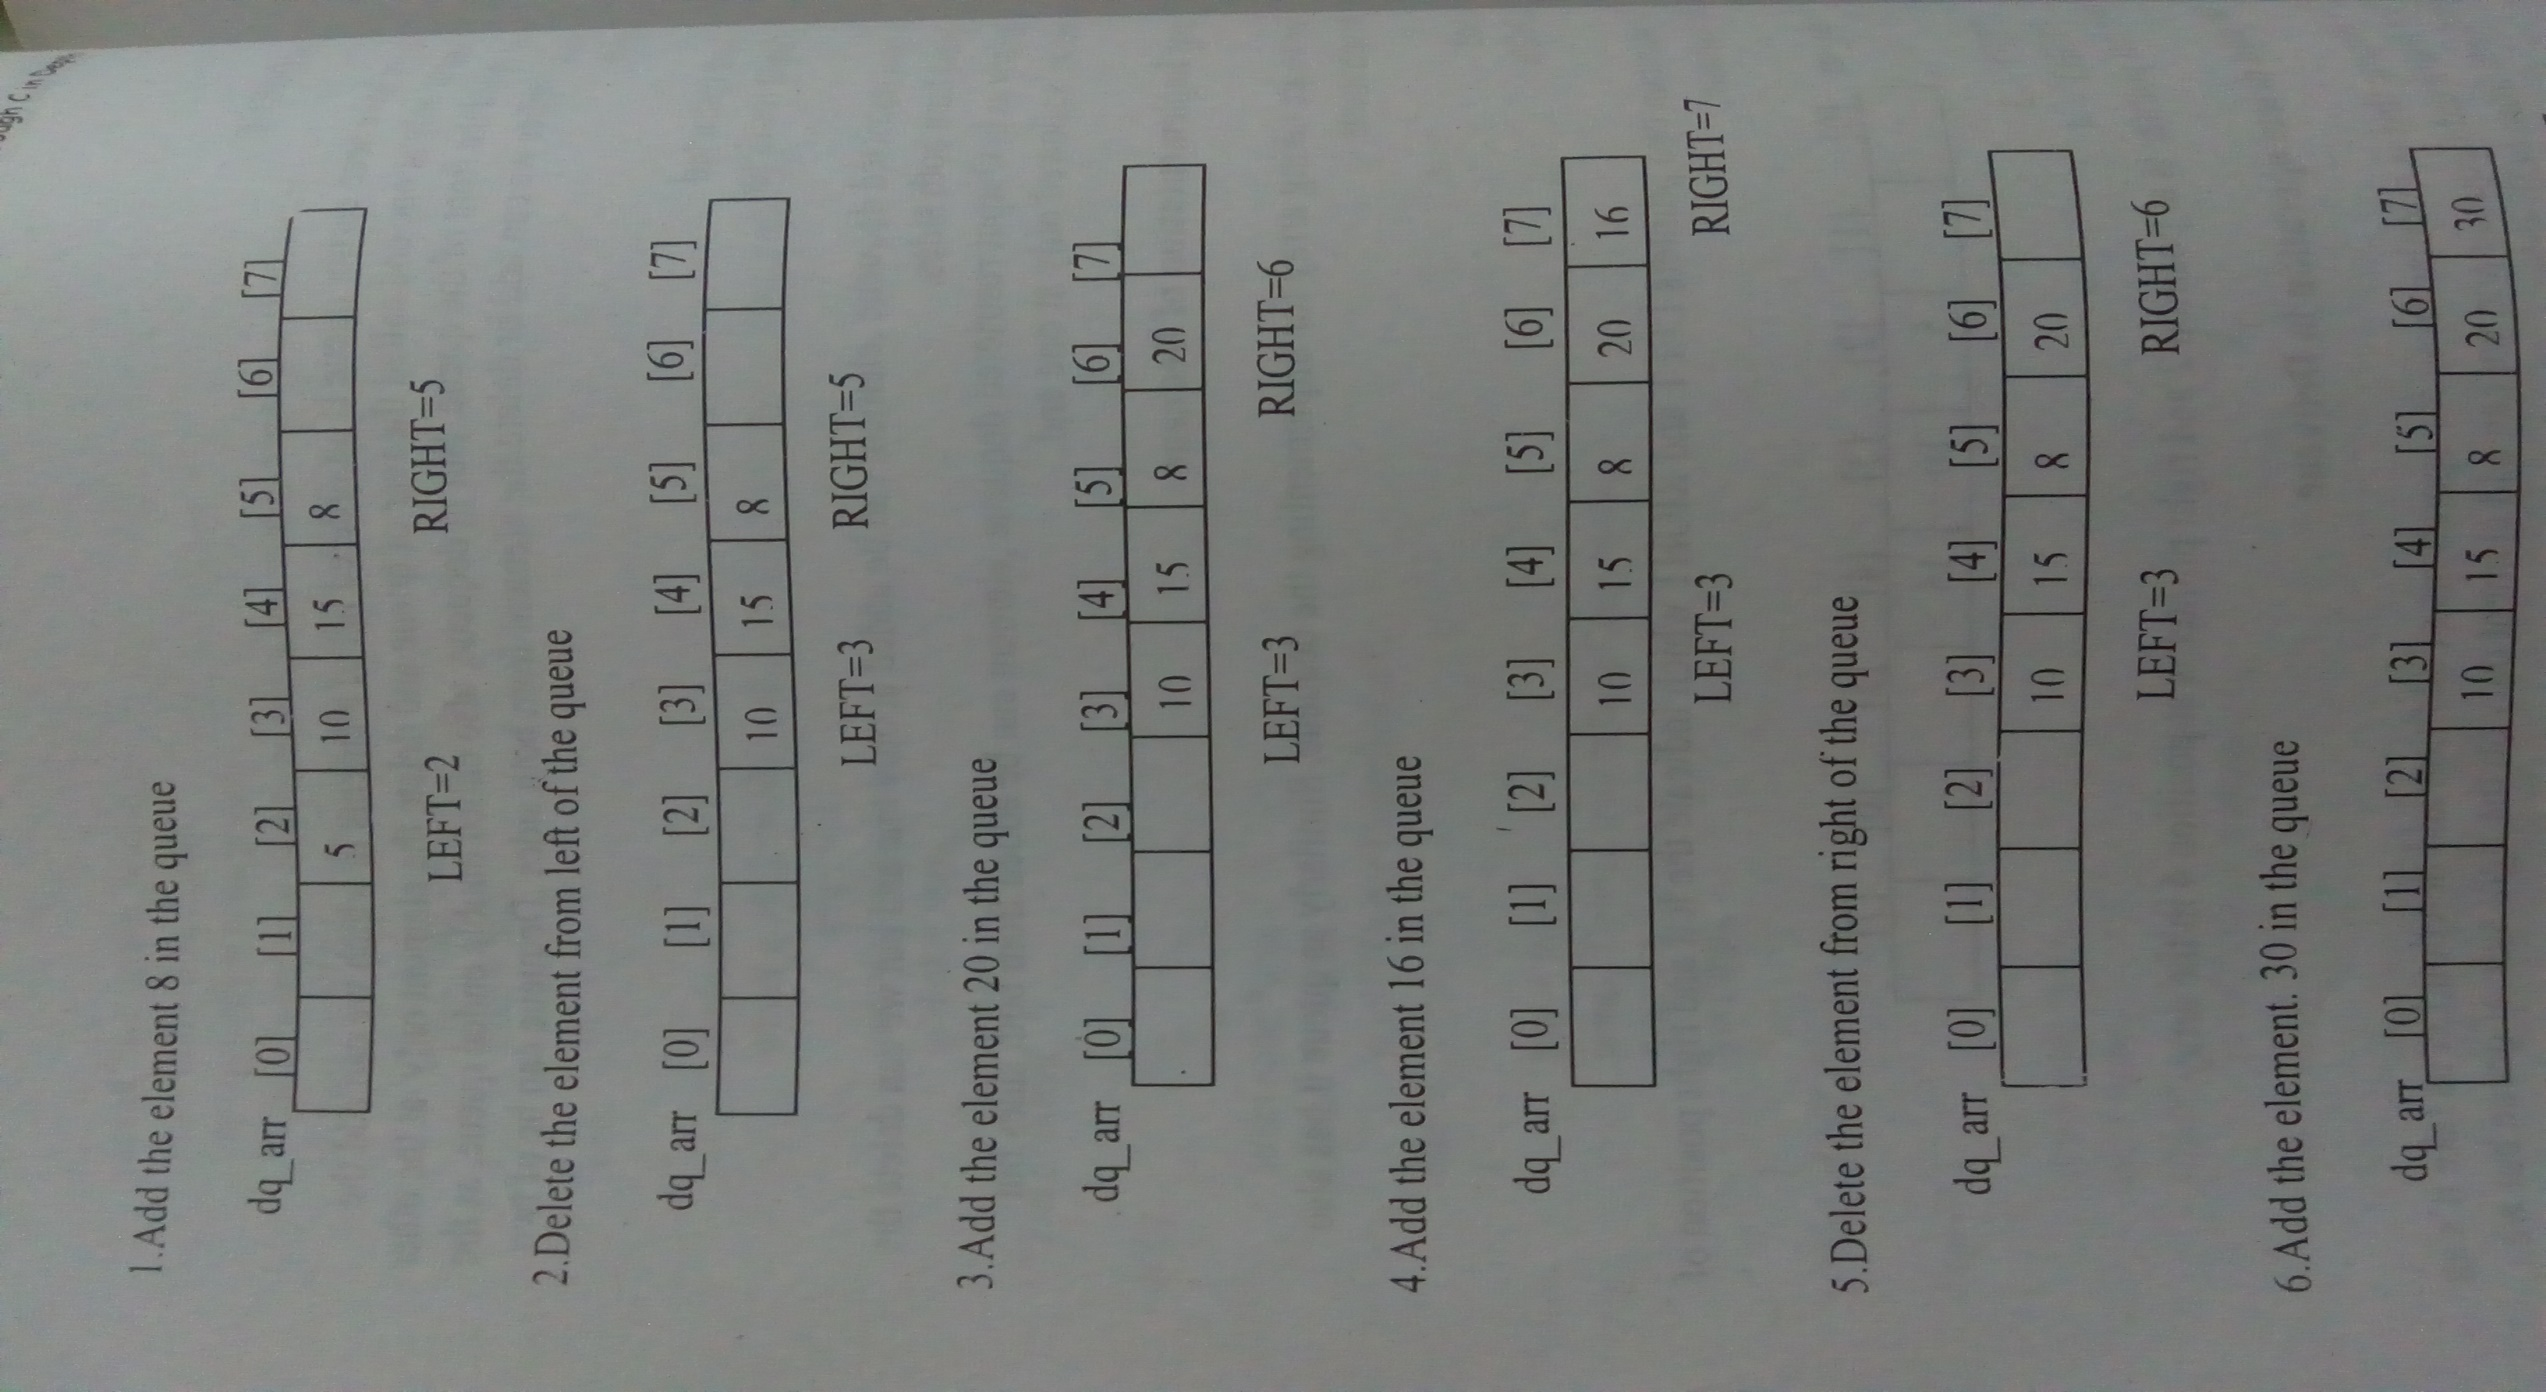 ough C in Dep
1.Add the element 8 in the queue
dq_arr [0] [1] [2] [3] [4] [5] [6] [7]
5 10 15 8
LEFT=2 RIGHT=5
2.Delete the element from left of the queue
dq_arr [0] [1] [2] [3] [4] [5] [6] [7]
10 15 8
LEFT=3 RIGHT=5
3.Add the element 20 in the queue
dq_arr [0] [1] [2] [3] [4] [5] [6] [7]
10 15 8 20
LEFT=3 RIGHT=6
4.Add the element 16 in the queue
dq_arr [0] [1] [2] [3] [4] [5] [6] [7]
10 15 8 20 16
LEFT=3 RIGHT=7
5.Delete the element from right of the queue
dq_arr [0] [1] [2] [3] [4] [5] [6] [7]
10 15 8 20
LEFT=3 RIGHT=6
6.Add the element. 30 in the queue
dq_arr [0] [1] [2] [3] [4] [5] [6] [7]
10 15 8 20 30